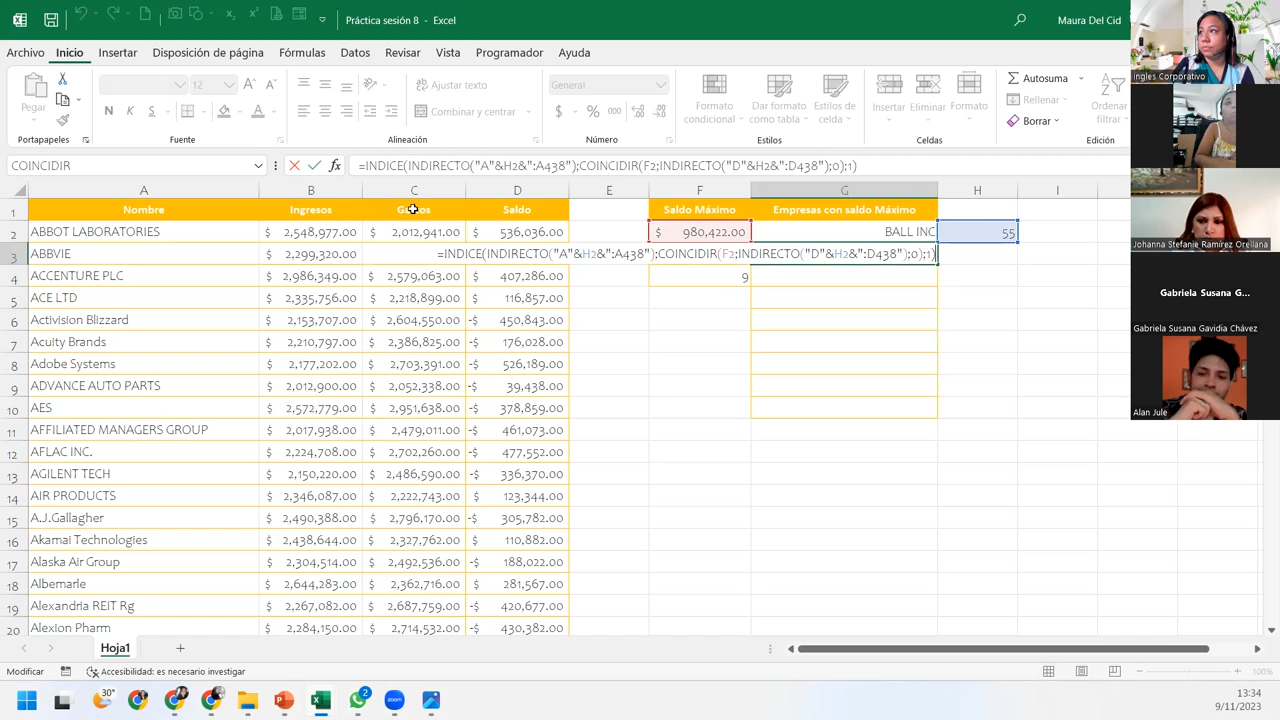 Práctica sesión 8 - Excel
Maura Del Cid
Archivo Inicio Insertar Disposición de página Fórmulas Datos Revisar Vista Programador Ayuda
Pegar
12
N K S
Ajustar texto
Combinar y centrar
General
$ % 000
Formato condicional
Dar formato como tabla
Estilos de celda
Insertar Eliminar Formato
Autosuma
Rellenar
Borrar
Ordenar
Portapapeles Fuente Alineación Número Estilos Celdas Edición
COINCIDIR
fx
=INDICE(INDIRECTO("A"&H2&":A438");COINCIDIR(F2;INDIRECTO("D"&H2&":D438");0);1)
A B C D E F G H I J
1 Nombre Ingresos Gastos Saldo Saldo Máximo Empresas con saldo Máximo
2 ABBOT LABORATORIES $ 2,548,977.00 $ 2,012,941.00 $ 536,036.00 $ 980,422.00 BALL INC 55
3 ABBVIE $ 2,299,320.00 =INDICE(INDIRECTO("A"&H2&":A438");COINCIDIR(F2;INDIRECTO("D"&H2&":D438");0);1)
4 ACCENTURE PLC $ 2,986,349.00 $ 2,579,063.00 $ 407,286.00 9
5 ACE LTD $ 2,335,756.00 $ 2,218,899.00 $ 116,857.00
6 Activision Blizzard $ 2,153,707.00 $ 2,604,550.00 -$ 450,843.00
7 Acuity Brands $ 2,210,797.00 $ 2,386,825.00 -$ 176,028.00
8 Adobe Systems $ 2,177,202.00 $ 2,703,391.00 -$ 526,189.00
9 ADVANCE AUTO PARTS $ 2,012,900.00 $ 2,052,338.00 -$ 39,438.00
10 AES $ 2,572,779.00 $ 2,951,638.00 -$ 378,859.00
11 AFFILIATED MANAGERS GROUP $ 2,017,938.00 $ 2,479,011.00 -$ 461,073.00
12 AFLAC INC. $ 2,224,708.00 $ 2,702,260.00 -$ 477,552.00
13 AGILENT TECH $ 2,150,220.00 $ 2,486,590.00 -$ 336,370.00
14 AIR PRODUCTS $ 2,346,087.00 $ 2,222,743.00 $ 123,344.00
15 A.J.Gallagher $ 2,490,388.00 $ 2,796,170.00 -$ 305,782.00
16 Akamai Technologies $ 2,438,644.00 $ 2,327,762.00 $ 110,882.00
17 Alaska Air Group $ 2,304,514.00 $ 2,492,536.00 -$ 188,022.00
18 Albemarle $ 2,644,283.00 $ 2,362,716.00 $ 281,567.00
19 Alexandria REIT Rg $ 2,267,082.00 $ 2,687,759.00 -$ 420,677.00
20 Alexion Pharm $ 2,284,150.00 $ 2,714,532.00 -$ 430,382.00
Hoja1
Modificar
Accesibilidad: es necesario investigar
100%
30°
2
13:34
9/11/2023
Ingles Corporativo
Johanna Stefanie Ramírez Orellana
Gabriela Susana G...
Gabriela Susana Gavidia Chávez
Alan Jule